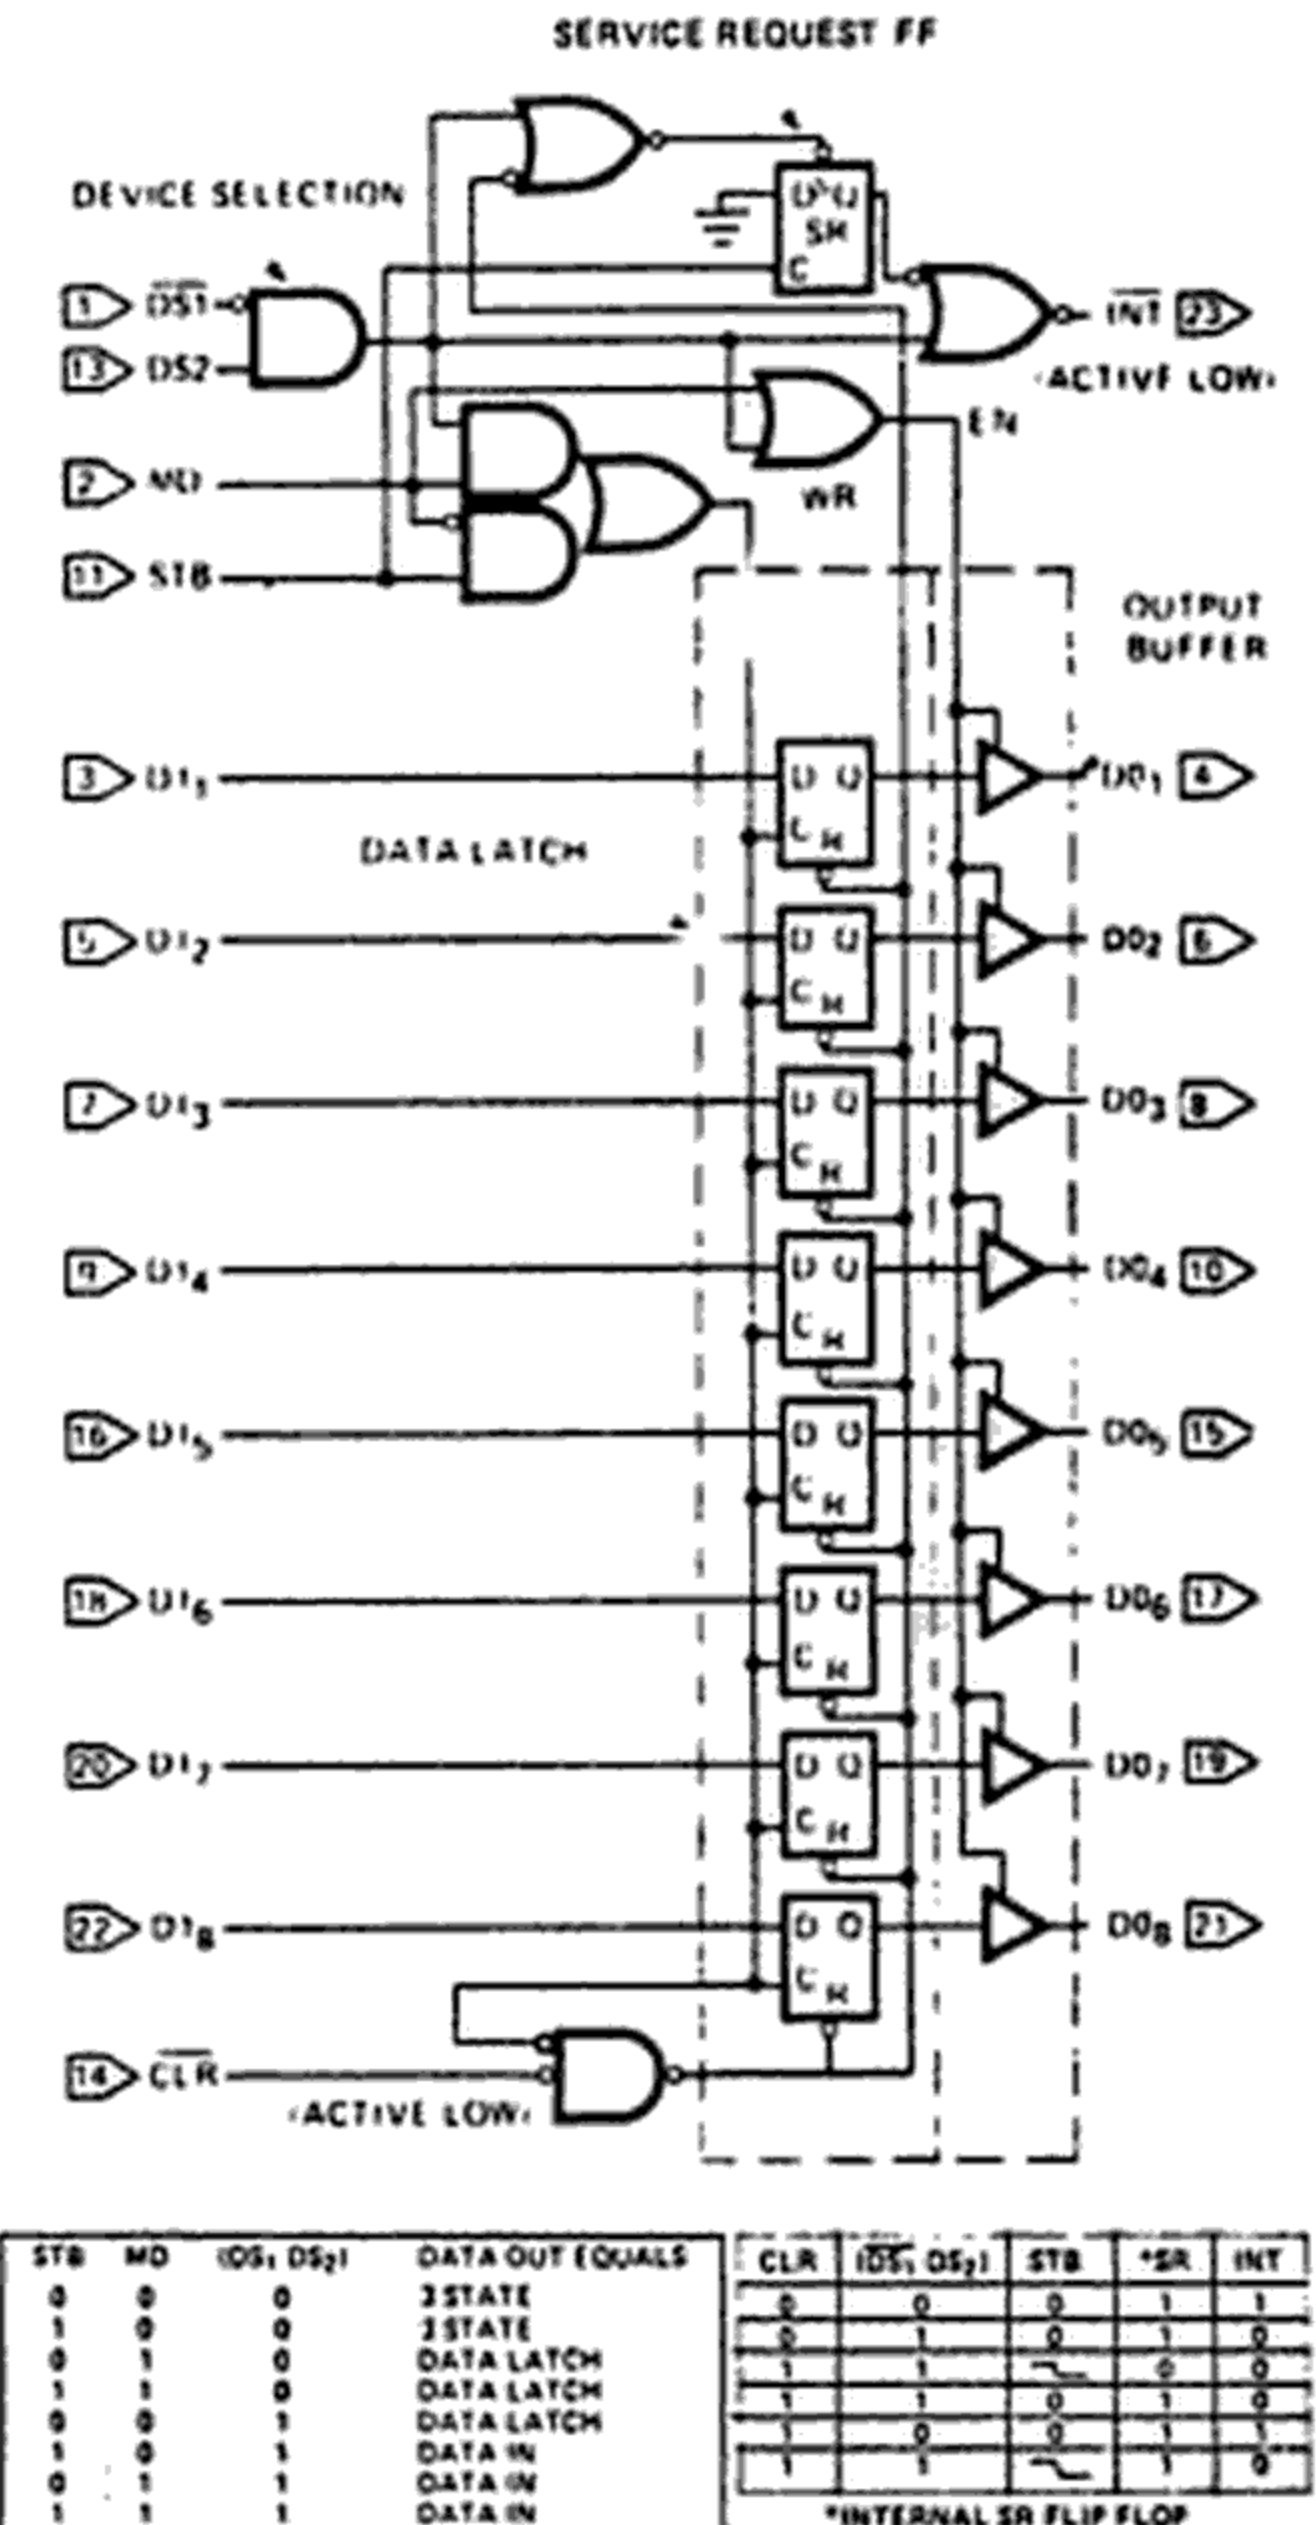 SERVICE REQUEST FF
DEVICE SELECTION
1 DS1
13 DS2
2 MD
11 STB
D Q
SR
C
INT 23
(ACTIVE LOW)
EN
WR
OUTPUT
BUFFER
DATA LATCH
3 DI1 D Q C R DO1 4
5 DI2 D Q C R DO2 6
7 DI3 D Q C R DO3 8
9 DI4 D Q C R DO4 10
16 DI5 D Q C R DO5 15
18 DI6 D Q C R DO6 17
20 DI7 D Q C R DO7 19
22 DI8 D Q C R DO8 21
14 CLR
(ACTIVE LOW)
STB MD (DS1 DS2) DATA OUT EQUALS
0 0 0 3 STATE
1 0 0 3 STATE
0 1 0 DATA LATCH
1 1 0 DATA LATCH
0 0 1 DATA LATCH
1 0 1 DATA IN
0 1 1 DATA IN
1 1 1 DATA IN
CLR (DS1 DS2) STB *SR INT
0 0 0 1 1
0 1 0 1 0
1 1 0 0
1 1 0 1 0
1 0 0 1 1
1 1 1 0
*INTERNAL SR FLIP FLOP